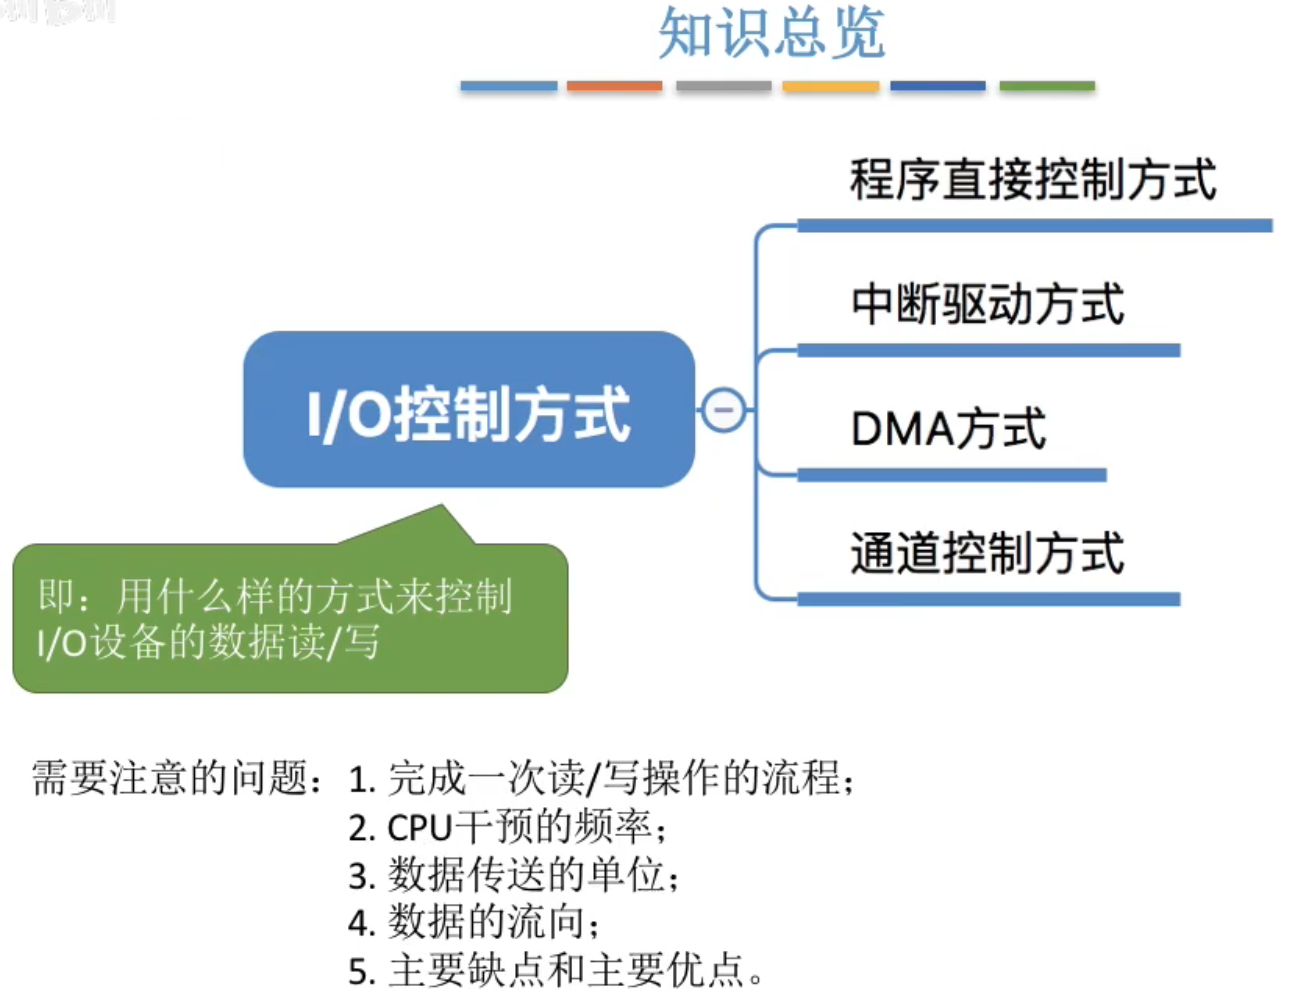 知识总览
程序直接控制方式
中断驱动方式
I/O控制方式
DMA方式
通道控制方式
即：用什么样的方式来控制
I/O设备的数据读/写
需要注意的问题：1. 完成一次读/写操作的流程；
2. CPU干预的频率；
3. 数据传送的单位；
4. 数据的流向；
5. 主要缺点和主要优点。